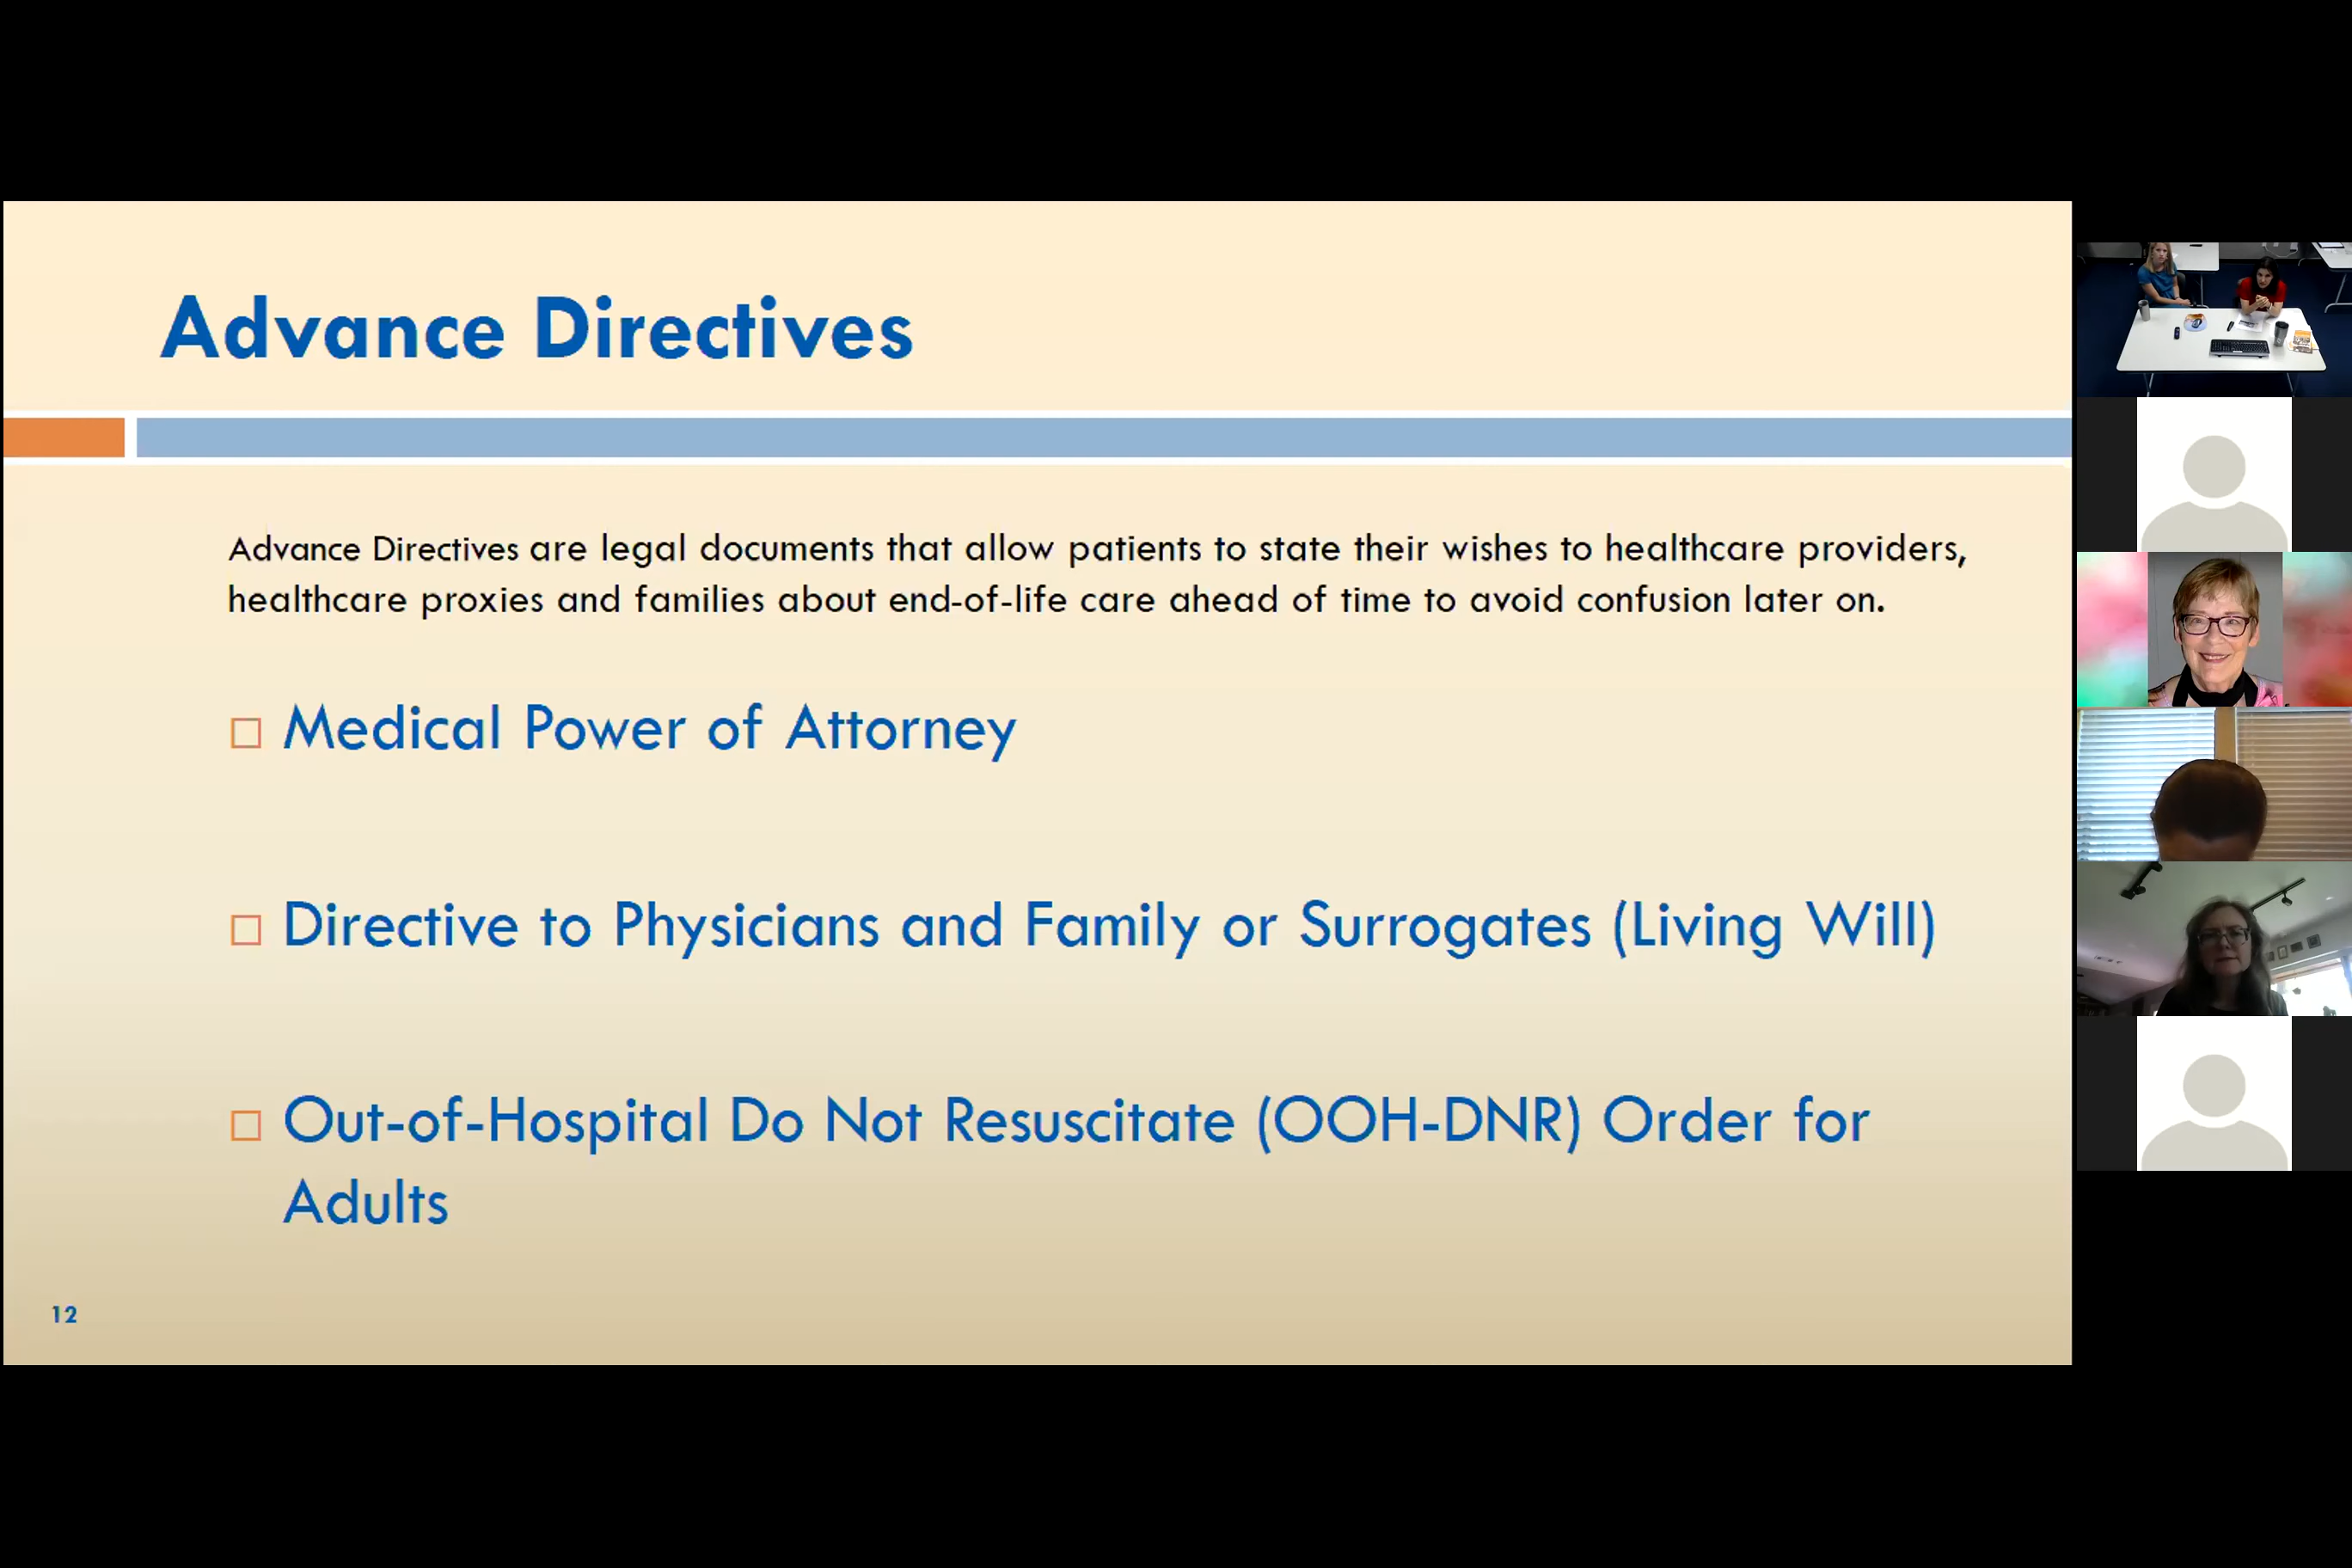 Advance Directives
Advance Directives are legal documents that allow patients to state their wishes to healthcare providers,
healthcare proxies and families about end-of-life care ahead of time to avoid confusion later on.
Medical Power of Attorney
Directive to Physicians and Family or Surrogates (Living Will)
Out-of-Hospital Do Not Resuscitate (OOH-DNR) Order for
Adults
12